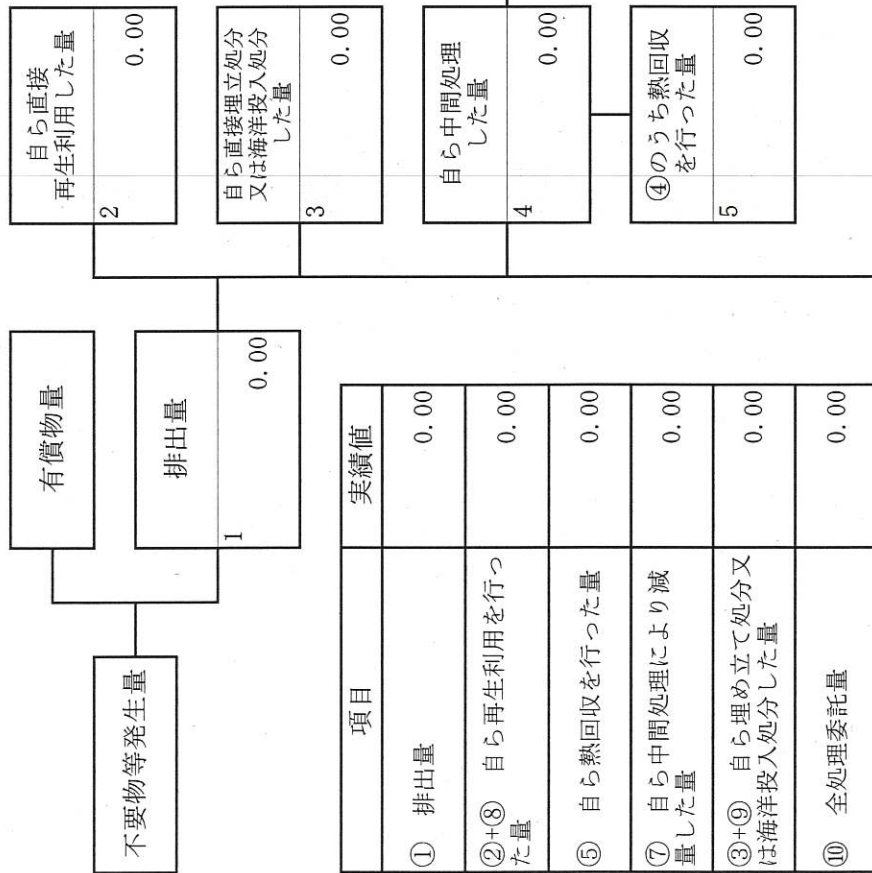 不要物等発生量
有償物量
排出量
1
0.00
自ら直接
再生利用した量
2
0.00
自ら直接埋立処分
又は海洋投入処分
した量
3
0.00
自ら中間処理
した量
4
0.00
④のうち熱回収
を行った量
5
0.00
項目
実績値
① 排出量
0.00
②+⑧ 自ら再生利用を行っ
た量
0.00
⑤ 自ら熱回収を行った量
0.00
⑦ 自ら中間処理により減
量した量
0.00
③+⑨ 自ら埋め立て処分又
は海洋投入処分した量
0.00
⑩ 全処理委託量
0.00